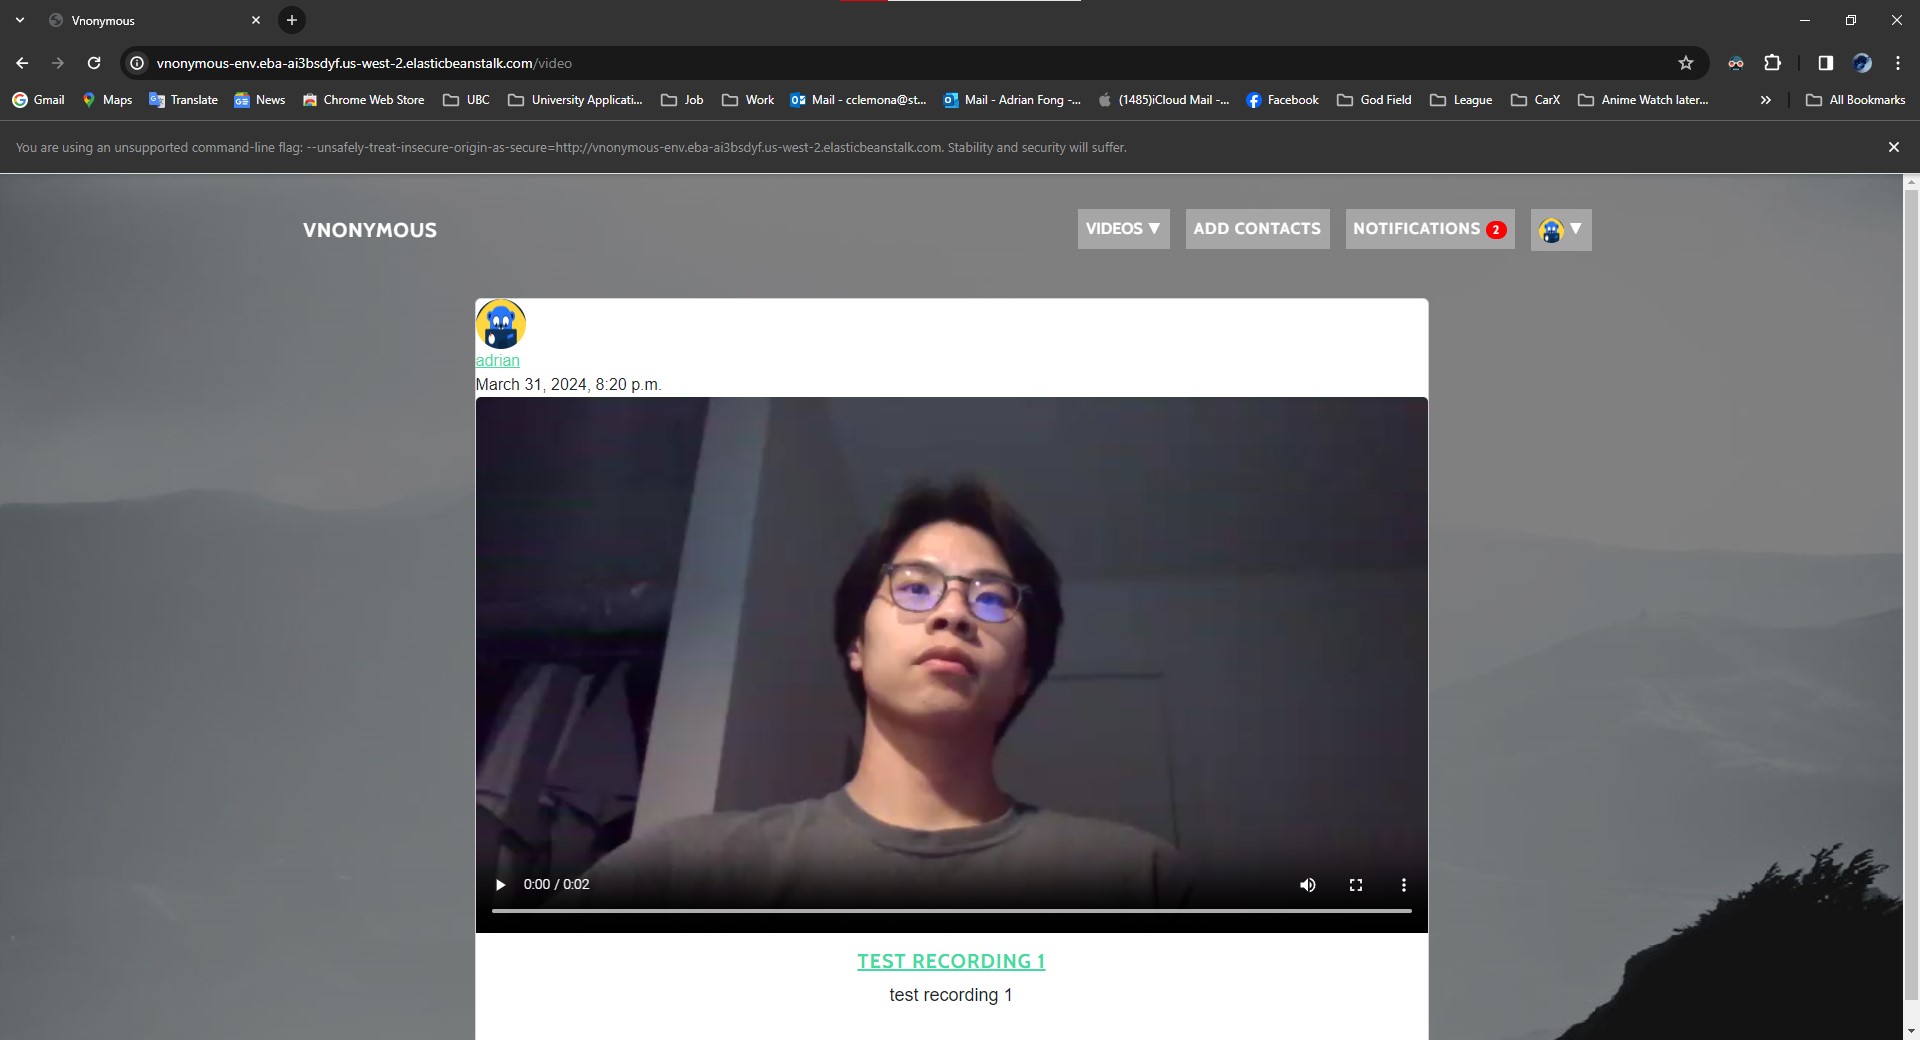 Vnonymous
vnonymous-env.eba-ai3bsdyf.us-west-2.elasticbeanstalk.com/video
Gmail Maps Translate News Chrome Web Store UBC University Applicati... Job Work Mail - cclemona@st... Mail - Adrian Fong -... (1485)iCloud Mail -... Facebook God Field League CarX Anime Watch later... » All Bookmarks
You are using an unsupported command-line flag: --unsafely-treat-insecure-origin-as-secure=http://vnonymous-env.eba-ai3bsdyf.us-west-2.elasticbeanstalk.com. Stability and security will suffer.
VNONYMOUS VIDEOS ▼ ADD CONTACTS NOTIFICATIONS 2 ▼
adrian
March 31, 2024, 8:20 p.m.
0:00 / 0:02
TEST RECORDING 1
test recording 1